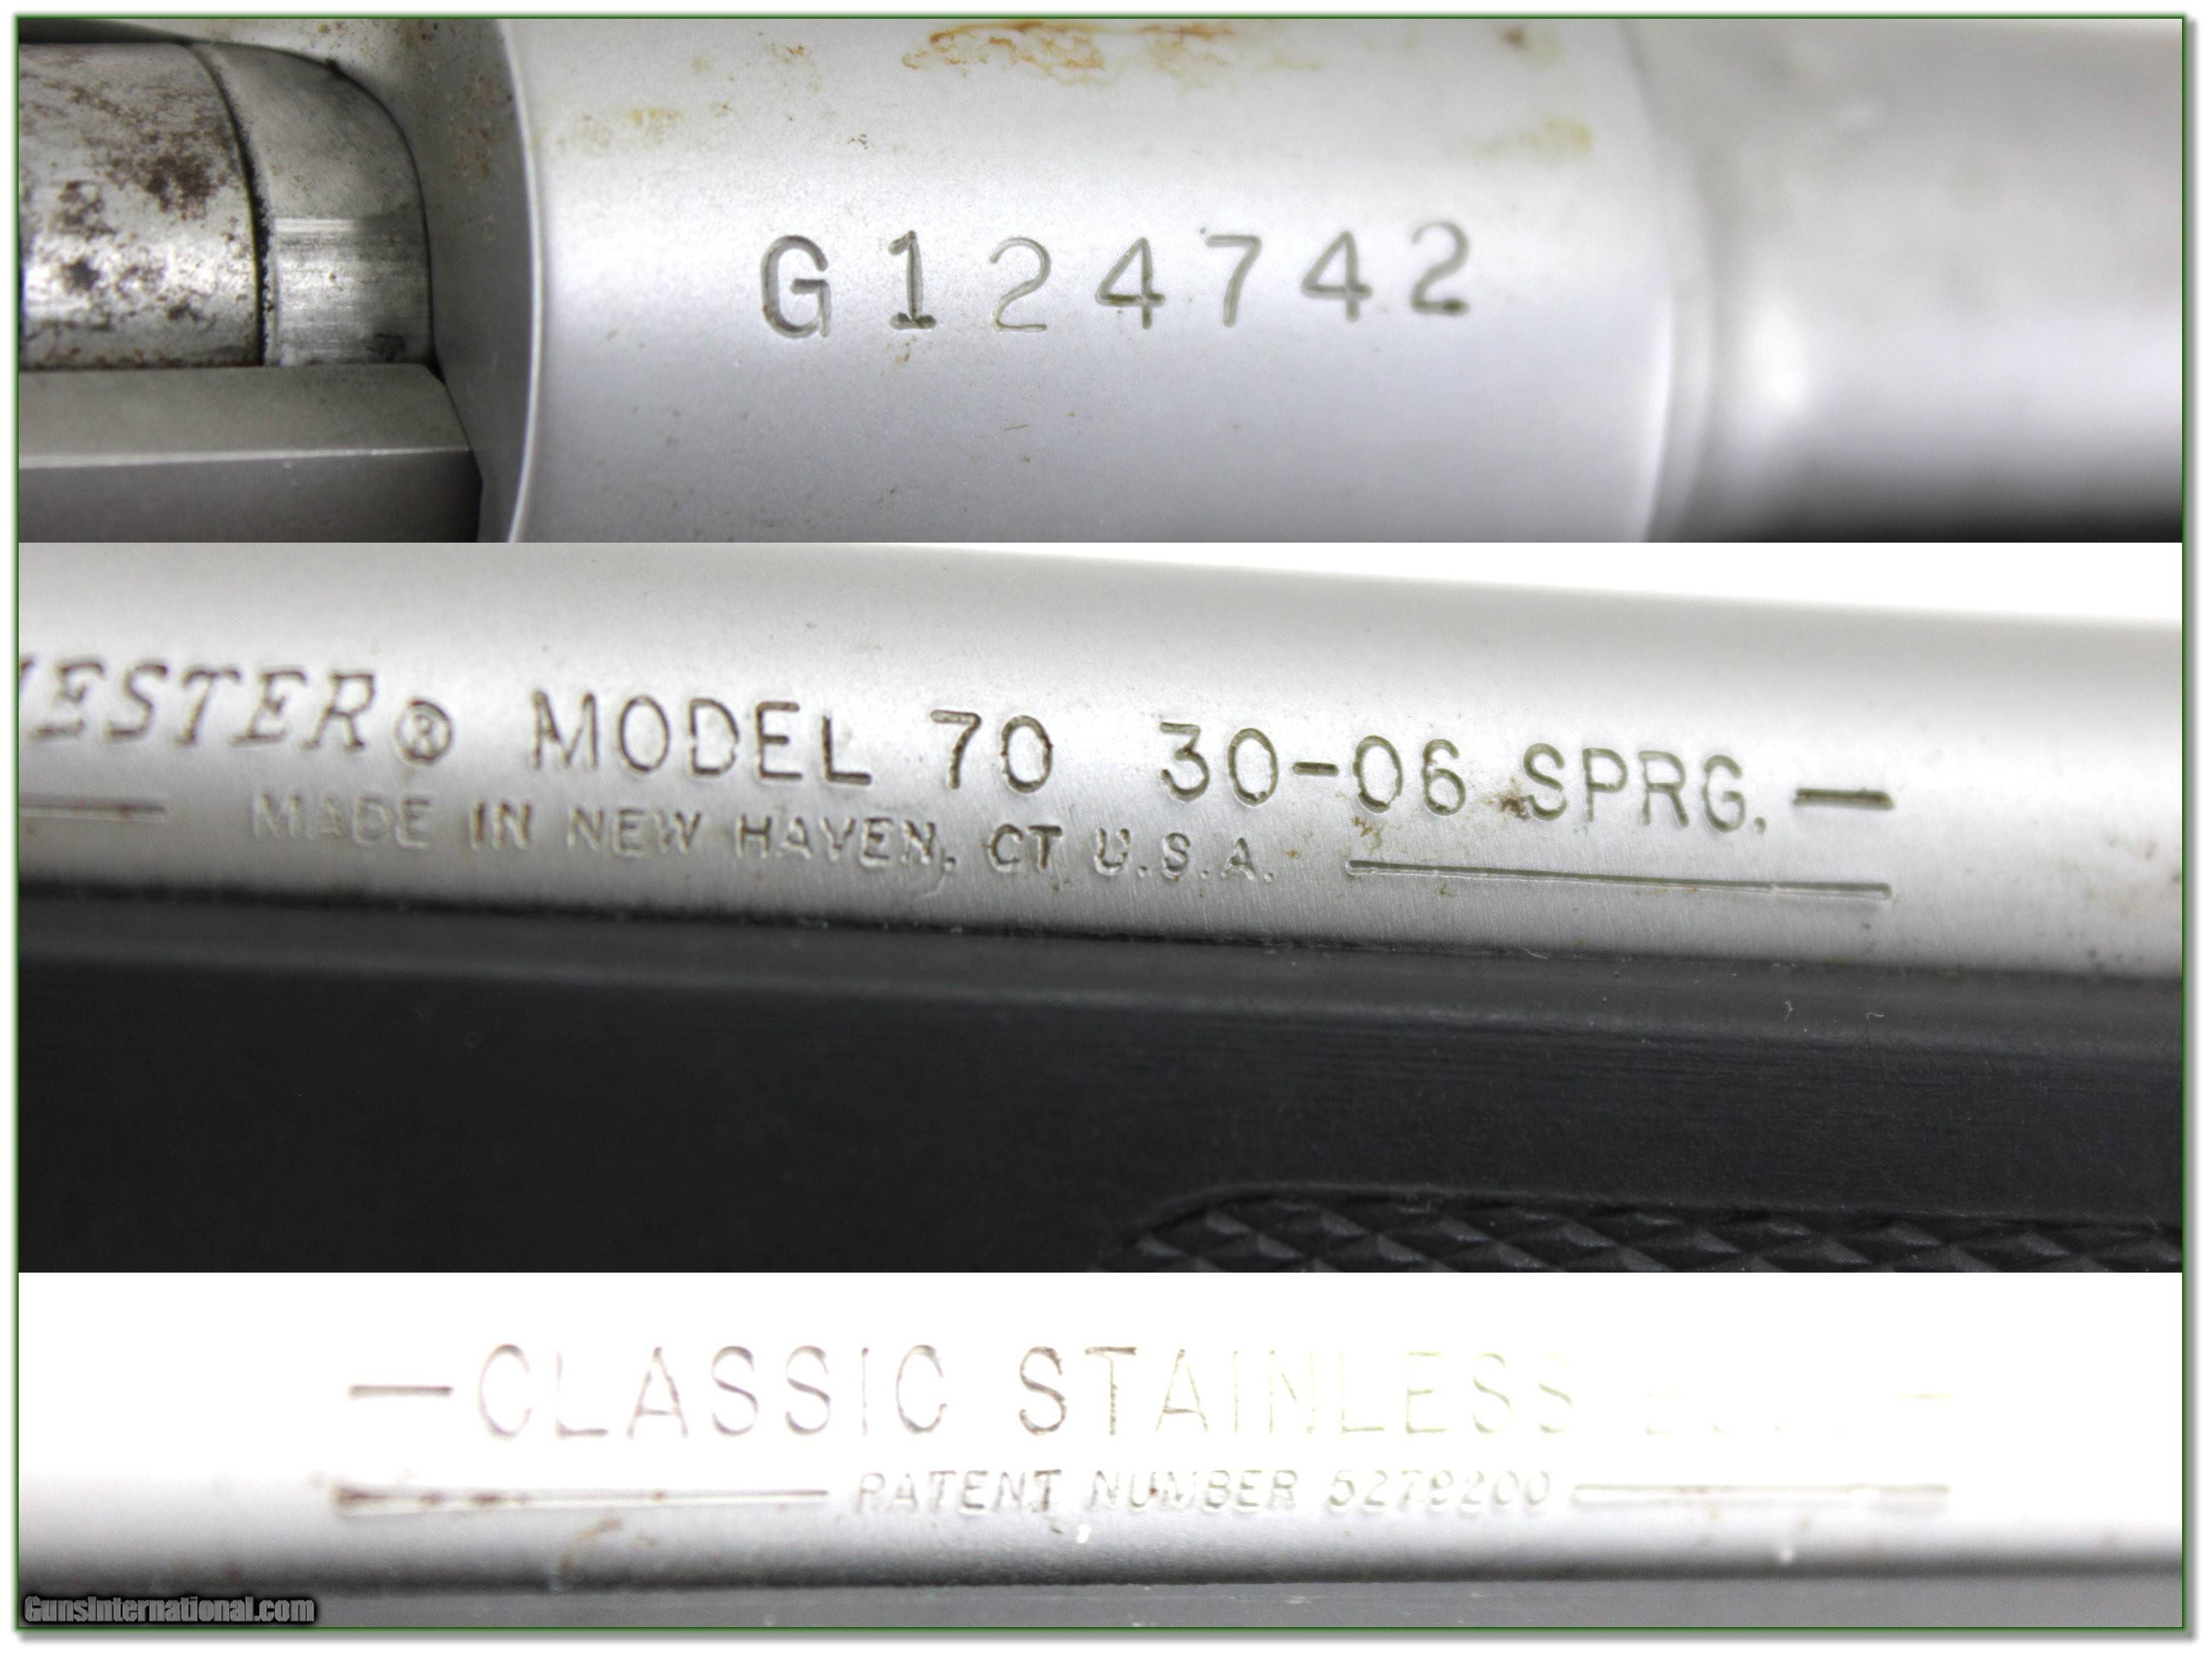 G124742
ESTER® MODEL 70 30-06 SPRG.—
MADE IN NEW HAVEN, CT U.S.A.
—CLASSIC STAINLESS
PATENT NUMBER 5279200
GunsInternational.com